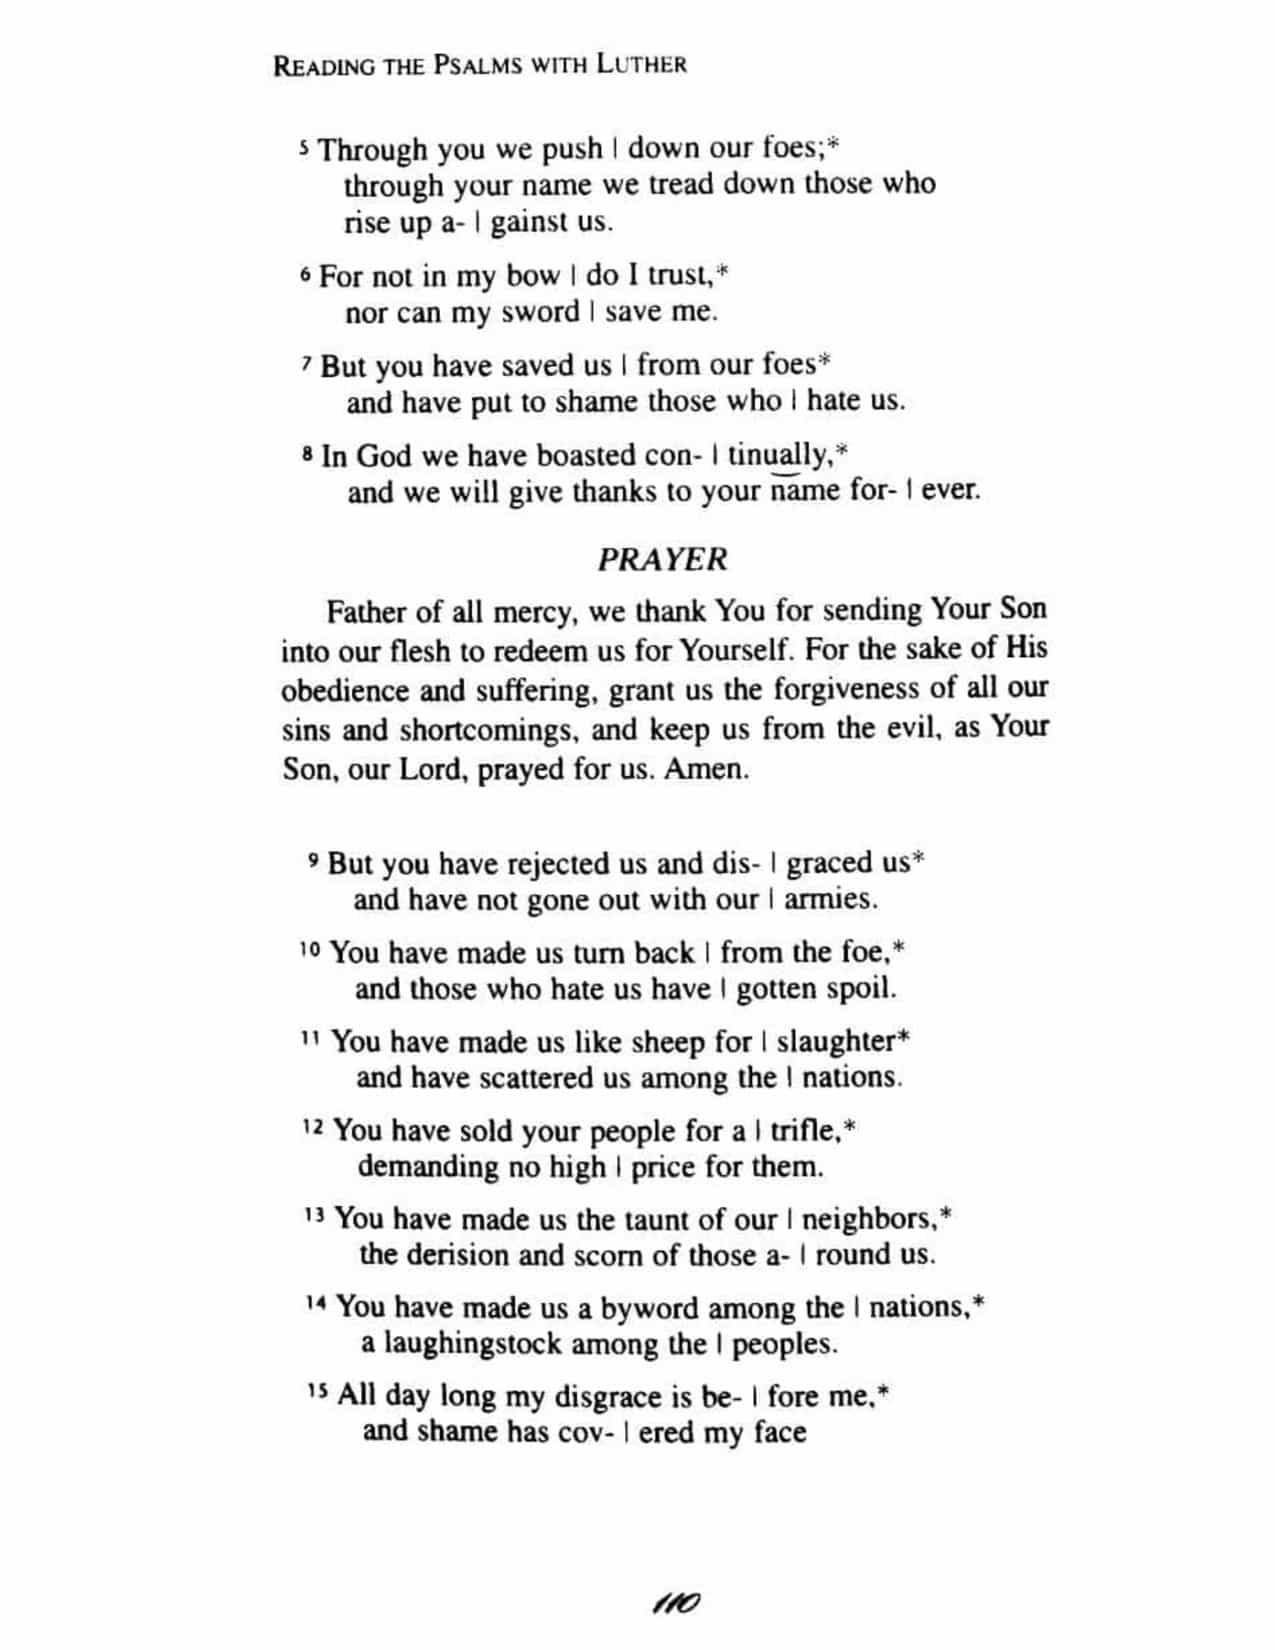 READING THE PSALMS WITH LUTHER
5 Through you we push | down our foes;*
through your name we tread down those who
rise up a- | gainst us.
6 For not in my bow | do I trust,*
nor can my sword | save me.
7 But you have saved us | from our foes*
and have put to shame those who | hate us.
8 In God we have boasted con- | tinually,*
and we will give thanks to your name for- | ever.
PRAYER
Father of all mercy, we thank You for sending Your Son
into our flesh to redeem us for Yourself. For the sake of His
obedience and suffering, grant us the forgiveness of all our
sins and shortcomings, and keep us from the evil, as Your
Son, our Lord, prayed for us. Amen.
9 But you have rejected us and dis- | graced us*
and have not gone out with our | armies.
10 You have made us turn back | from the foe,*
and those who hate us have | gotten spoil.
11 You have made us like sheep for | slaughter*
and have scattered us among the | nations.
12 You have sold your people for a | trifle,*
demanding no high | price for them.
13 You have made us the taunt of our | neighbors,*
the derision and scorn of those a- | round us.
14 You have made us a byword among the | nations,*
a laughingstock among the | peoples.
15 All day long my disgrace is be- | fore me,*
and shame has cov- | ered my face
110